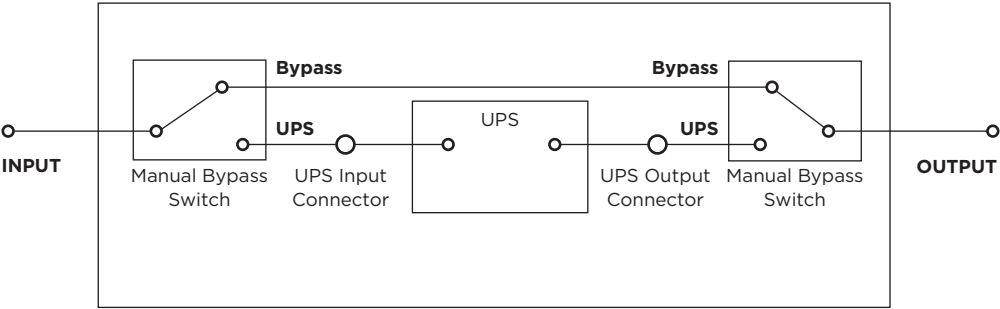 Bypass
Bypass
UPS
UPS
UPS
INPUT
OUTPUT
Manual Bypass
Switch
UPS Input
Connector
UPS Output
Connector
Manual Bypass
Switch